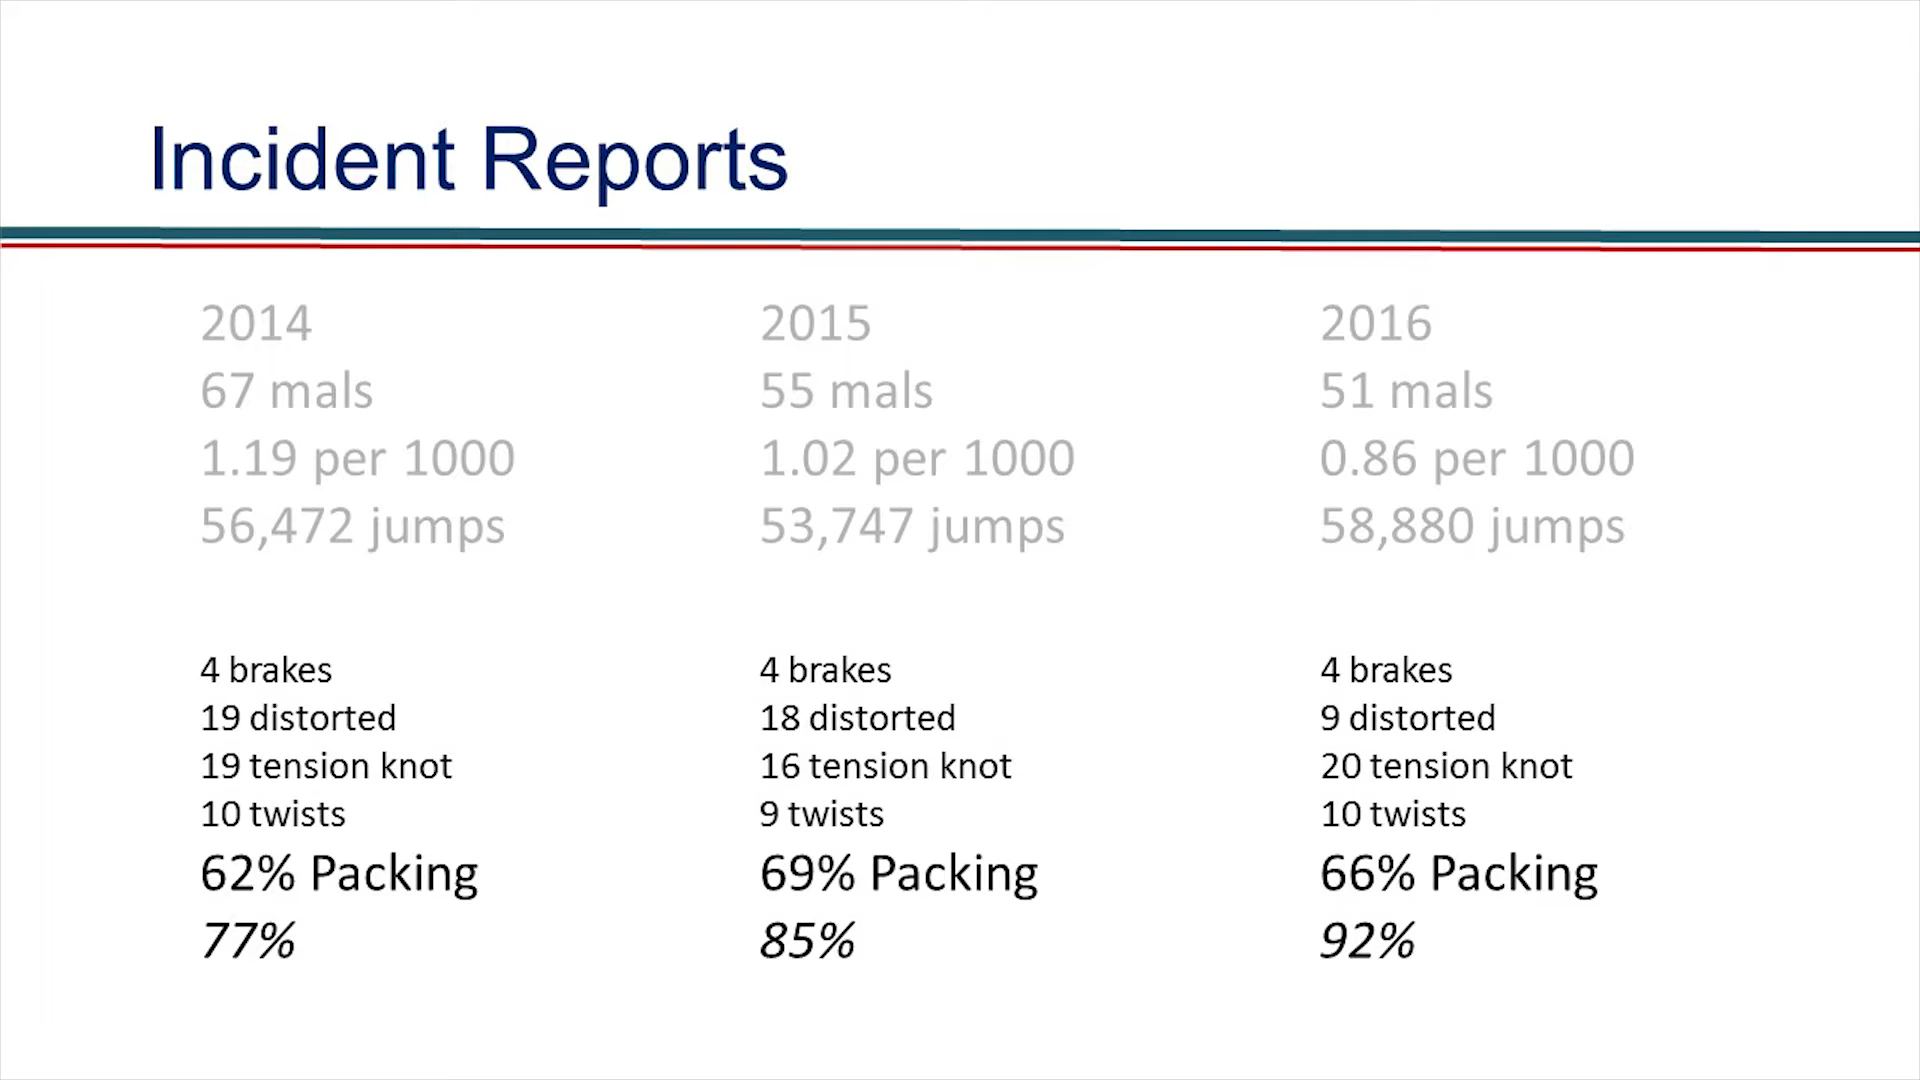 Incident Reports
2014
67 mals
1.19 per 1000
56,472 jumps
4 brakes
19 distorted
19 tension knot
10 twists
62% Packing
77%
2015
55 mals
1.02 per 1000
53,747 jumps
4 brakes
18 distorted
16 tension knot
9 twists
69% Packing
85%
2016
51 mals
0.86 per 1000
58,880 jumps
4 brakes
9 distorted
20 tension knot
10 twists
66% Packing
92%